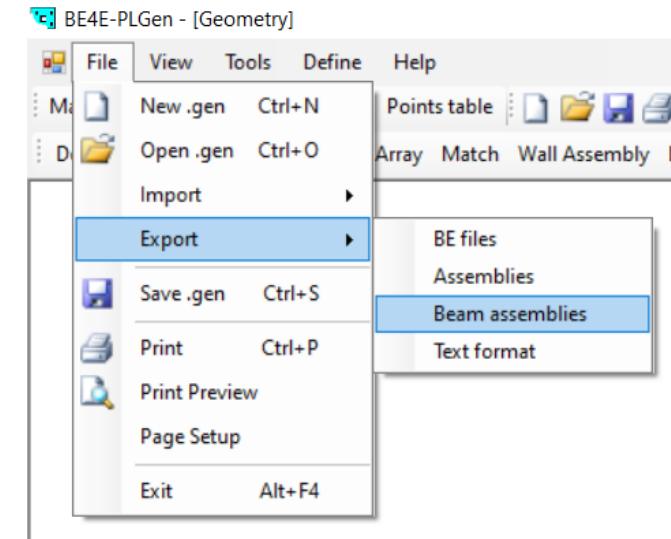 BE4E-PLGen - [Geometry]
File View Tools Define Help
Points table
New .gen Ctrl+N
Open .gen Ctrl+O
Array Match Wall Assembly
Import
Export
BE files
Assemblies
Beam assemblies
Text format
Save .gen Ctrl+S
Print Ctrl+P
Print Preview
Page Setup
Exit Alt+F4